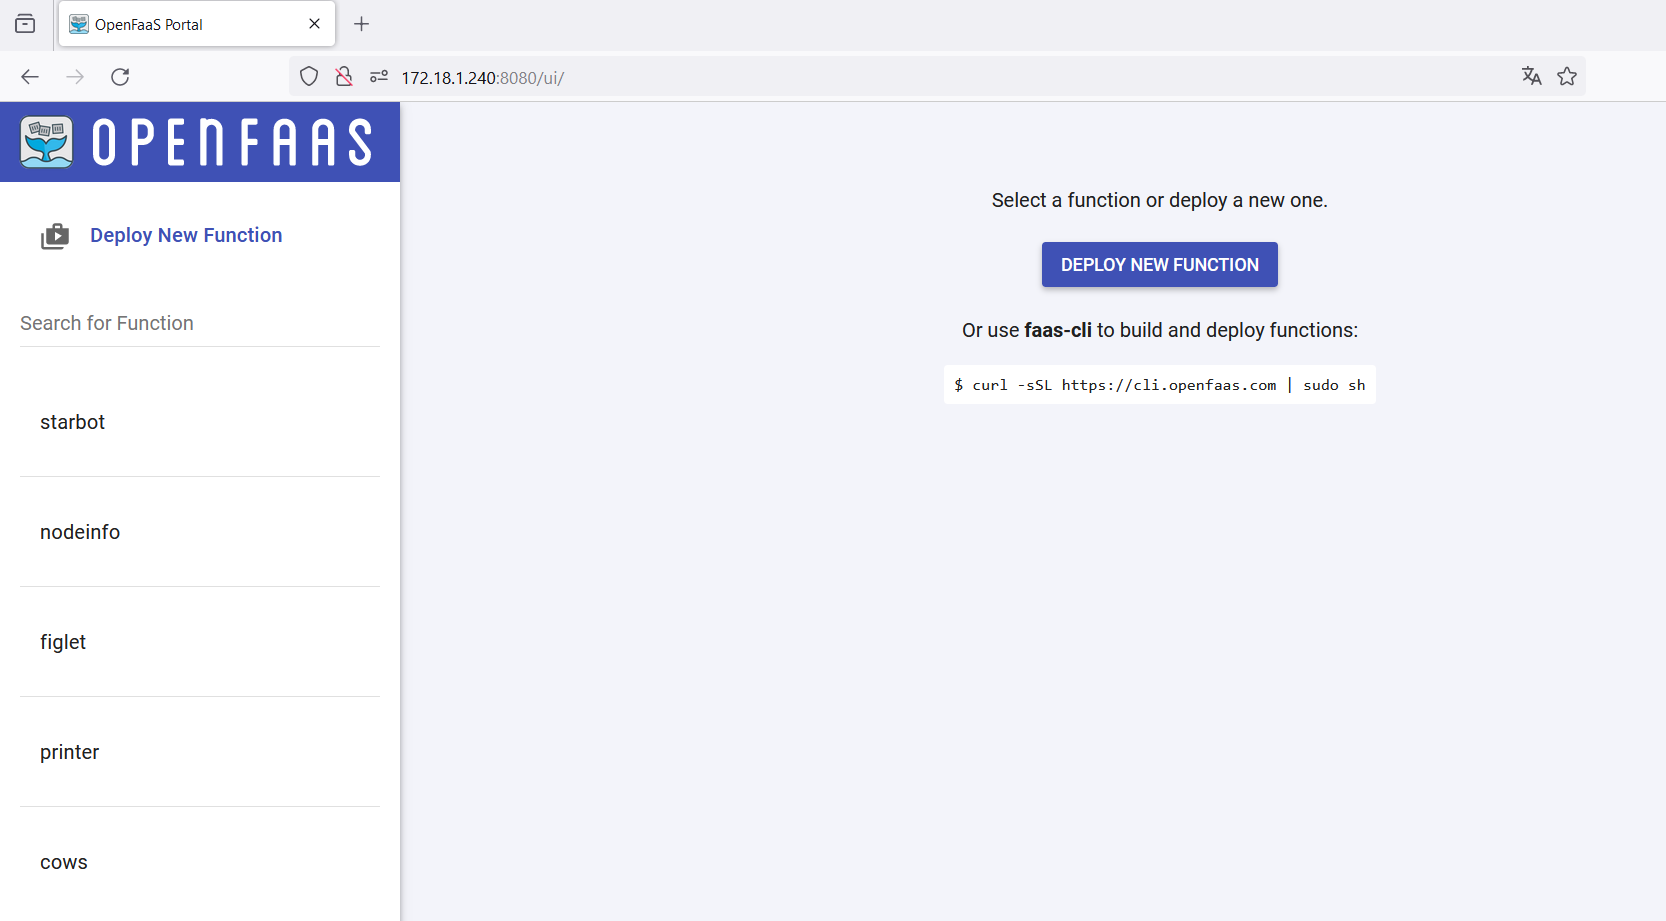 OpenFaaS Portal
172.18.1.240:8080/ui/
OPENFAAS
Deploy New Function
Search for Function
starbot
nodeinfo
figlet
printer
cows
Select a function or deploy a new one.
DEPLOY NEW FUNCTION
Or use faas-cli to build and deploy functions:
$ curl -sSL https://cli.openfaas.com | sudo sh